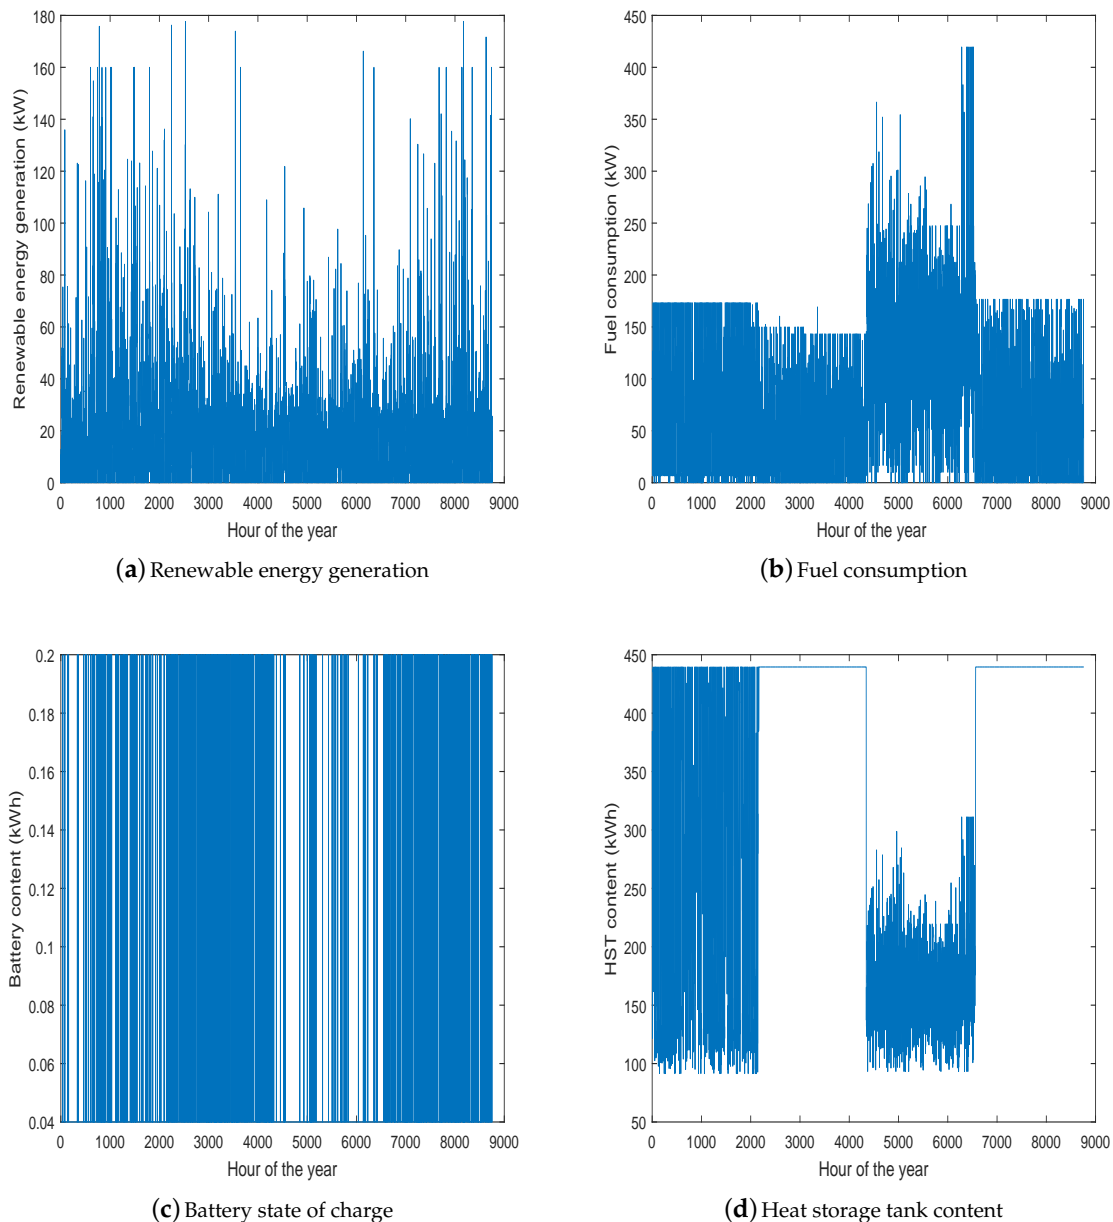 180
160
140
120
100
80
60
40
20
0
Renewable energy generation (kW)
0 1000 2000 3000 4000 5000 6000 7000 8000 9000
Hour of the year
(a) Renewable energy generation
450
400
350
300
250
200
150
100
50
0
Fuel consumption (kW)
0 1000 2000 3000 4000 5000 6000 7000 8000 9000
Hour of the year
(b) Fuel consumption
0.2
0.18
0.16
0.14
0.12
0.1
0.08
0.06
0.04
Battery content (kWh)
0 1000 2000 3000 4000 5000 6000 7000 8000 9000
Hour of the year
(c) Battery state of charge
450
400
350
300
250
200
150
100
50
HST content (kWh)
0 1000 2000 3000 4000 5000 6000 7000 8000 9000
Hour of the year
(d) Heat storage tank content